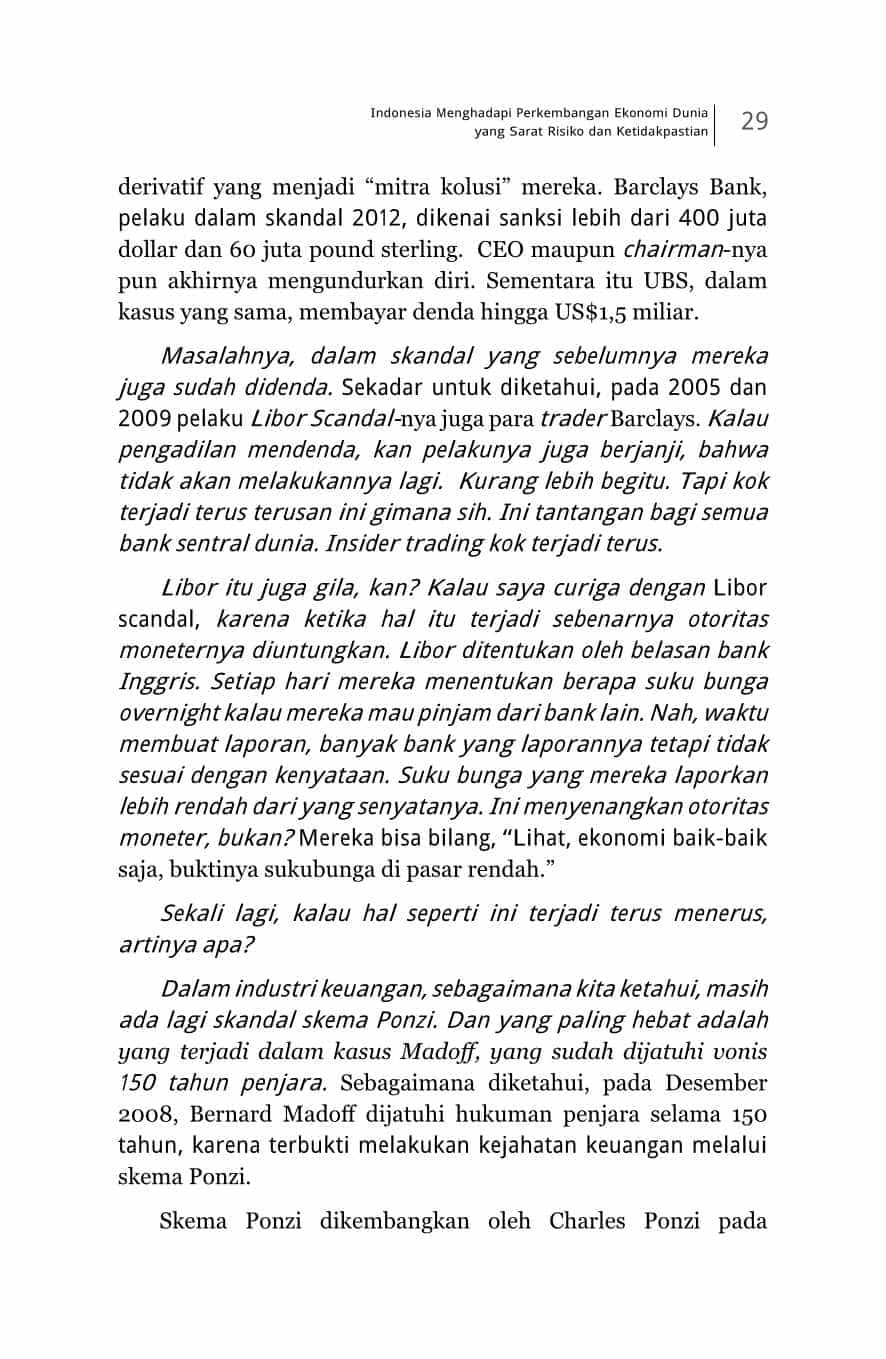 Indonesia Menghadapi Perkembangan Ekonomi Dunia
yang Sarat Risiko dan Ketidakpastian
29
derivatif yang menjadi “mitra kolusi” mereka. Barclays Bank,
pelaku dalam skandal 2012, dikenai sanksi lebih dari 400 juta
dollar dan 60 juta pound sterling.  CEO maupun chairman-nya
pun akhirnya mengundurkan diri. Sementara itu UBS, dalam
kasus yang sama, membayar denda hingga US$1,5 miliar.
Masalahnya, dalam skandal yang sebelumnya mereka
juga sudah didenda. Sekadar untuk diketahui, pada 2005 dan
2009 pelaku Libor Scandal-nya juga para trader Barclays. Kalau
pengadilan mendenda, kan pelakunya juga berjanji, bahwa
tidak akan melakukannya lagi.  Kurang lebih begitu. Tapi kok
terjadi terus terusan ini gimana sih. Ini tantangan bagi semua
bank sentral dunia. Insider trading kok terjadi terus.
Libor itu juga gila, kan? Kalau saya curiga dengan Libor
scandal, karena ketika hal itu terjadi sebenarnya otoritas
moneternya diuntungkan. Libor ditentukan oleh belasan bank
Inggris. Setiap hari mereka menentukan berapa suku bunga
overnight kalau mereka mau pinjam dari bank lain. Nah, waktu
membuat laporan, banyak bank yang laporannya tetapi tidak
sesuai dengan kenyataan. Suku bunga yang mereka laporkan
lebih rendah dari yang senyatanya. Ini menyenangkan otoritas
moneter, bukan? Mereka bisa bilang, “Lihat, ekonomi baik-baik
saja, buktinya sukubunga di pasar rendah.”
Sekali lagi, kalau hal seperti ini terjadi terus menerus,
artinya apa?
Dalam industri keuangan, sebagaimana kita ketahui, masih
ada lagi skandal skema Ponzi. Dan yang paling hebat adalah
yang terjadi dalam kasus Madoff, yang sudah dijatuhi vonis
150 tahun penjara. Sebagaimana diketahui, pada Desember
2008, Bernard Madoff dijatuhi hukuman penjara selama 150
tahun, karena terbukti melakukan kejahatan keuangan melalui
skema Ponzi.
Skema Ponzi dikembangkan oleh Charles Ponzi pada